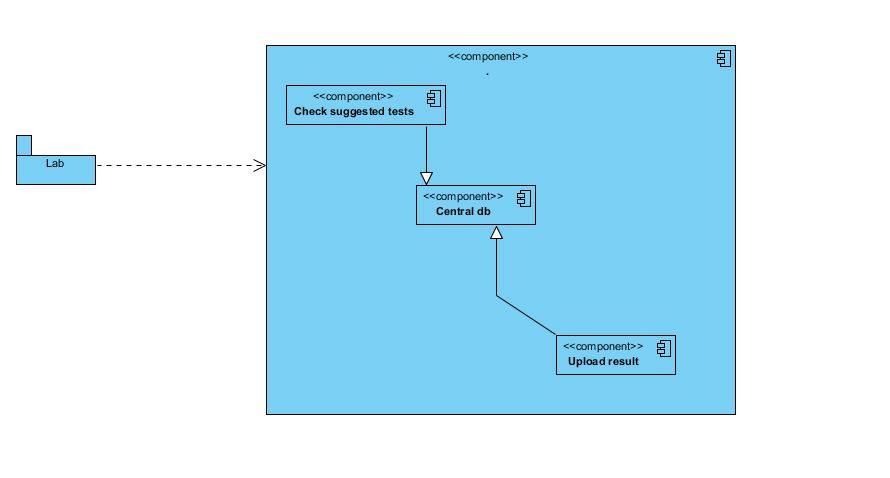 <<component>>
.
<<component>>
Check suggested tests
Lab
<<component>>
Central db
<<component>>
Upload result